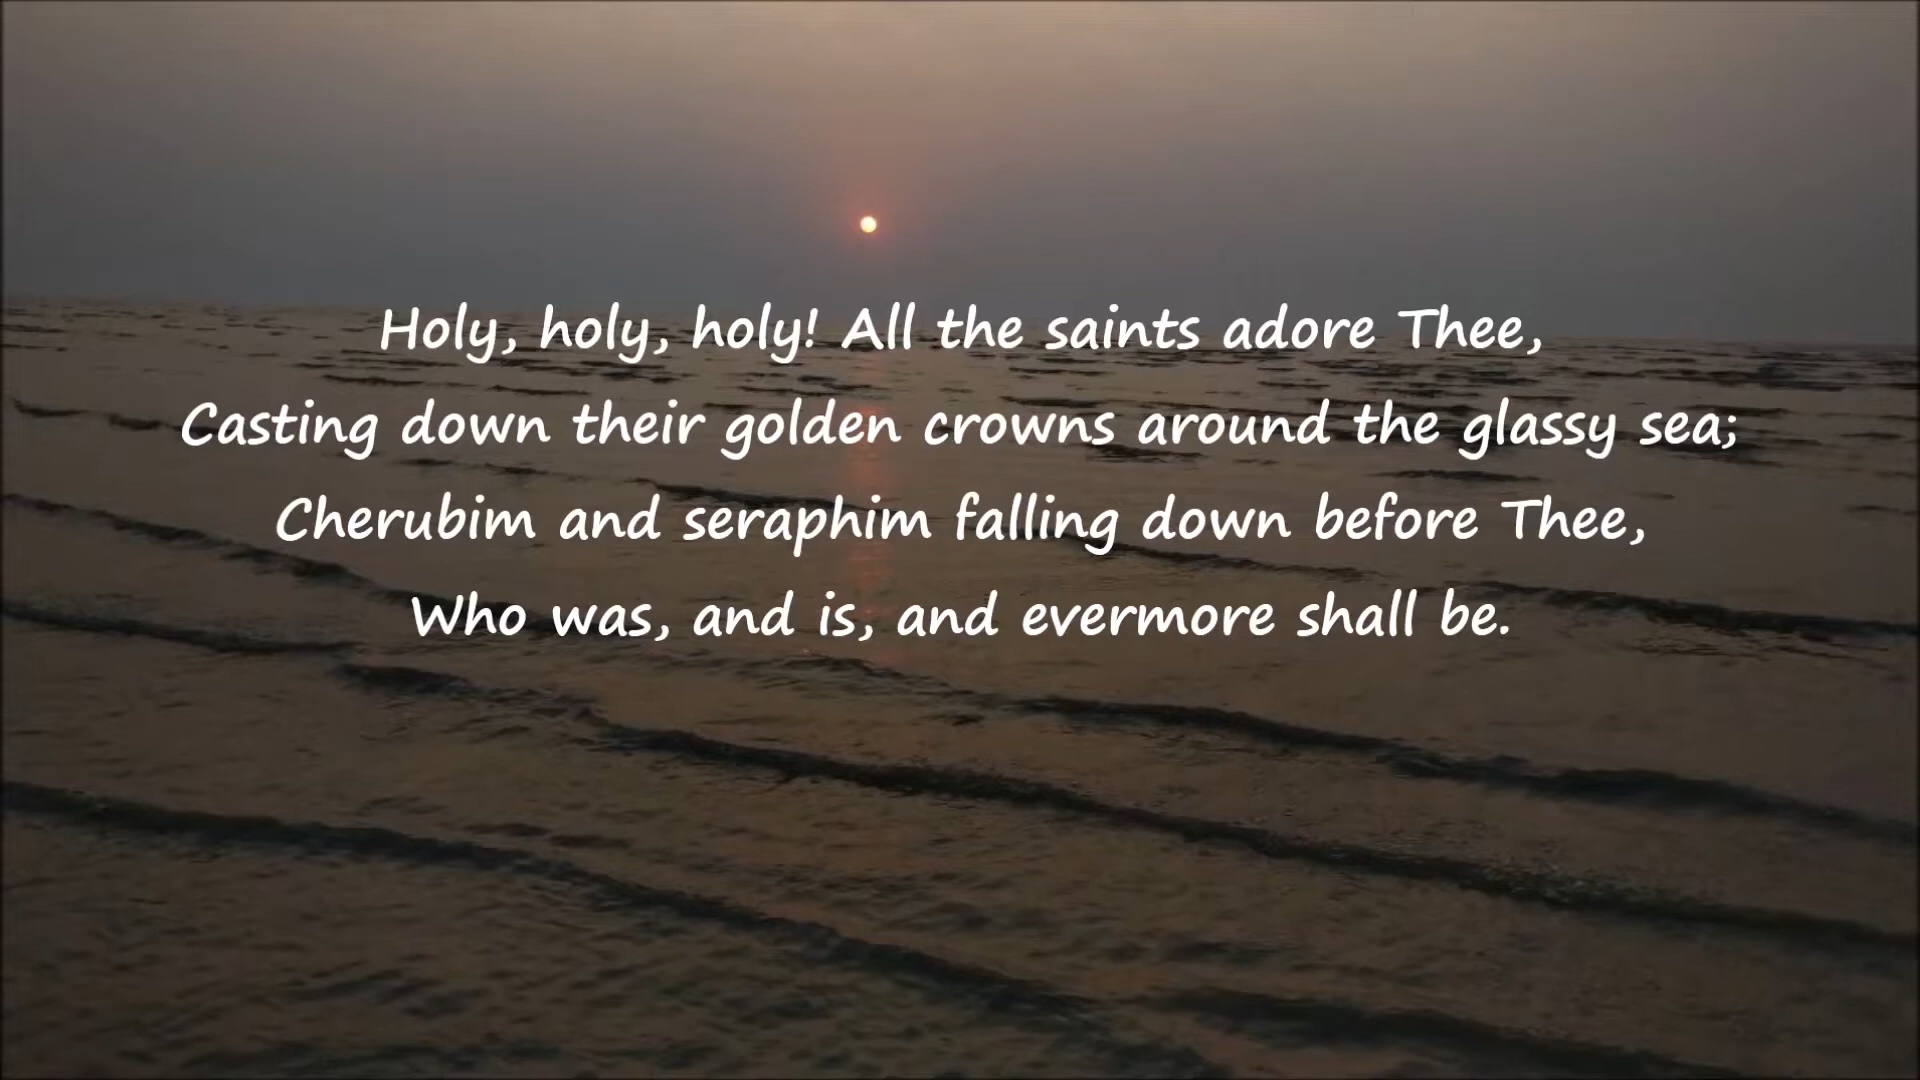 Holy, holy, holy! All the saints adore Thee,
Casting down their golden crowns around the glassy sea;
Cherubim and seraphim falling down before Thee,
Who was, and is, and evermore shall be.